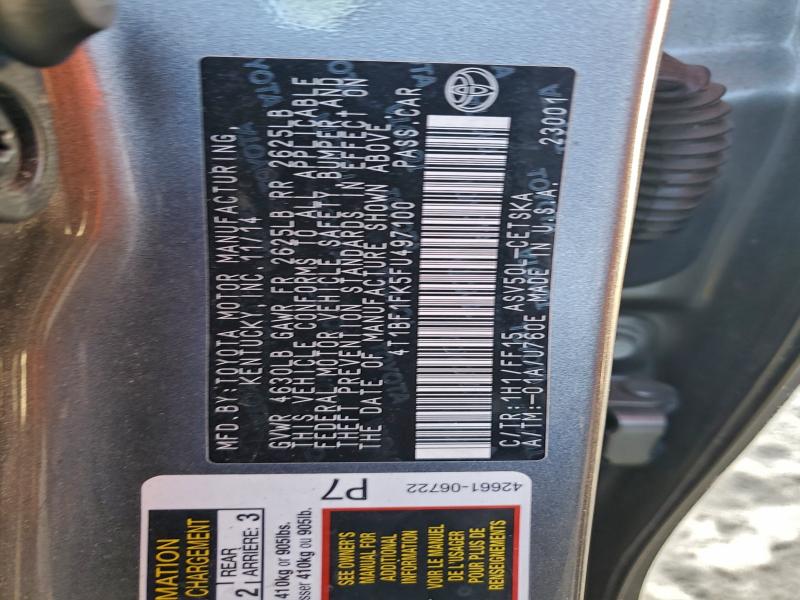 MFD. BY: TOYOTA MOTOR MANUFACTURING,
KENTUCKY, INC. 11/14
GVWR 4630LB GAWR FR 2625LB RR 2625LB
THIS VEHICLE CONFORMS TO ALL APPLICABLE
FEDERAL MOTOR VEHICLE SAFETY, BUMPER, AND
THEFT PREVENTION STANDARDS IN EFFECT ON
THE DATE OF MANUFACTURE SHOWN ABOVE.
4T1BF1FK5FU497100 PASS.CAR
C/TR:1H1/FF15 ASV50L-CETSKA
A/TM:-01A/U760E MADE IN U.S.A. 23001
P7
42661-06722
MATION
CHARGEMENT
2 REAR
ARRIERE: 3
410kg or 905lbs.
sser 410kg ou 905lb.
SEE OWNER'S
MANUAL FOR
ADDITIONAL
INFORMATION
VOIR LE MANUEL
DE L'USAGER
POUR PLUS DE
RENSEIGNEMENTS